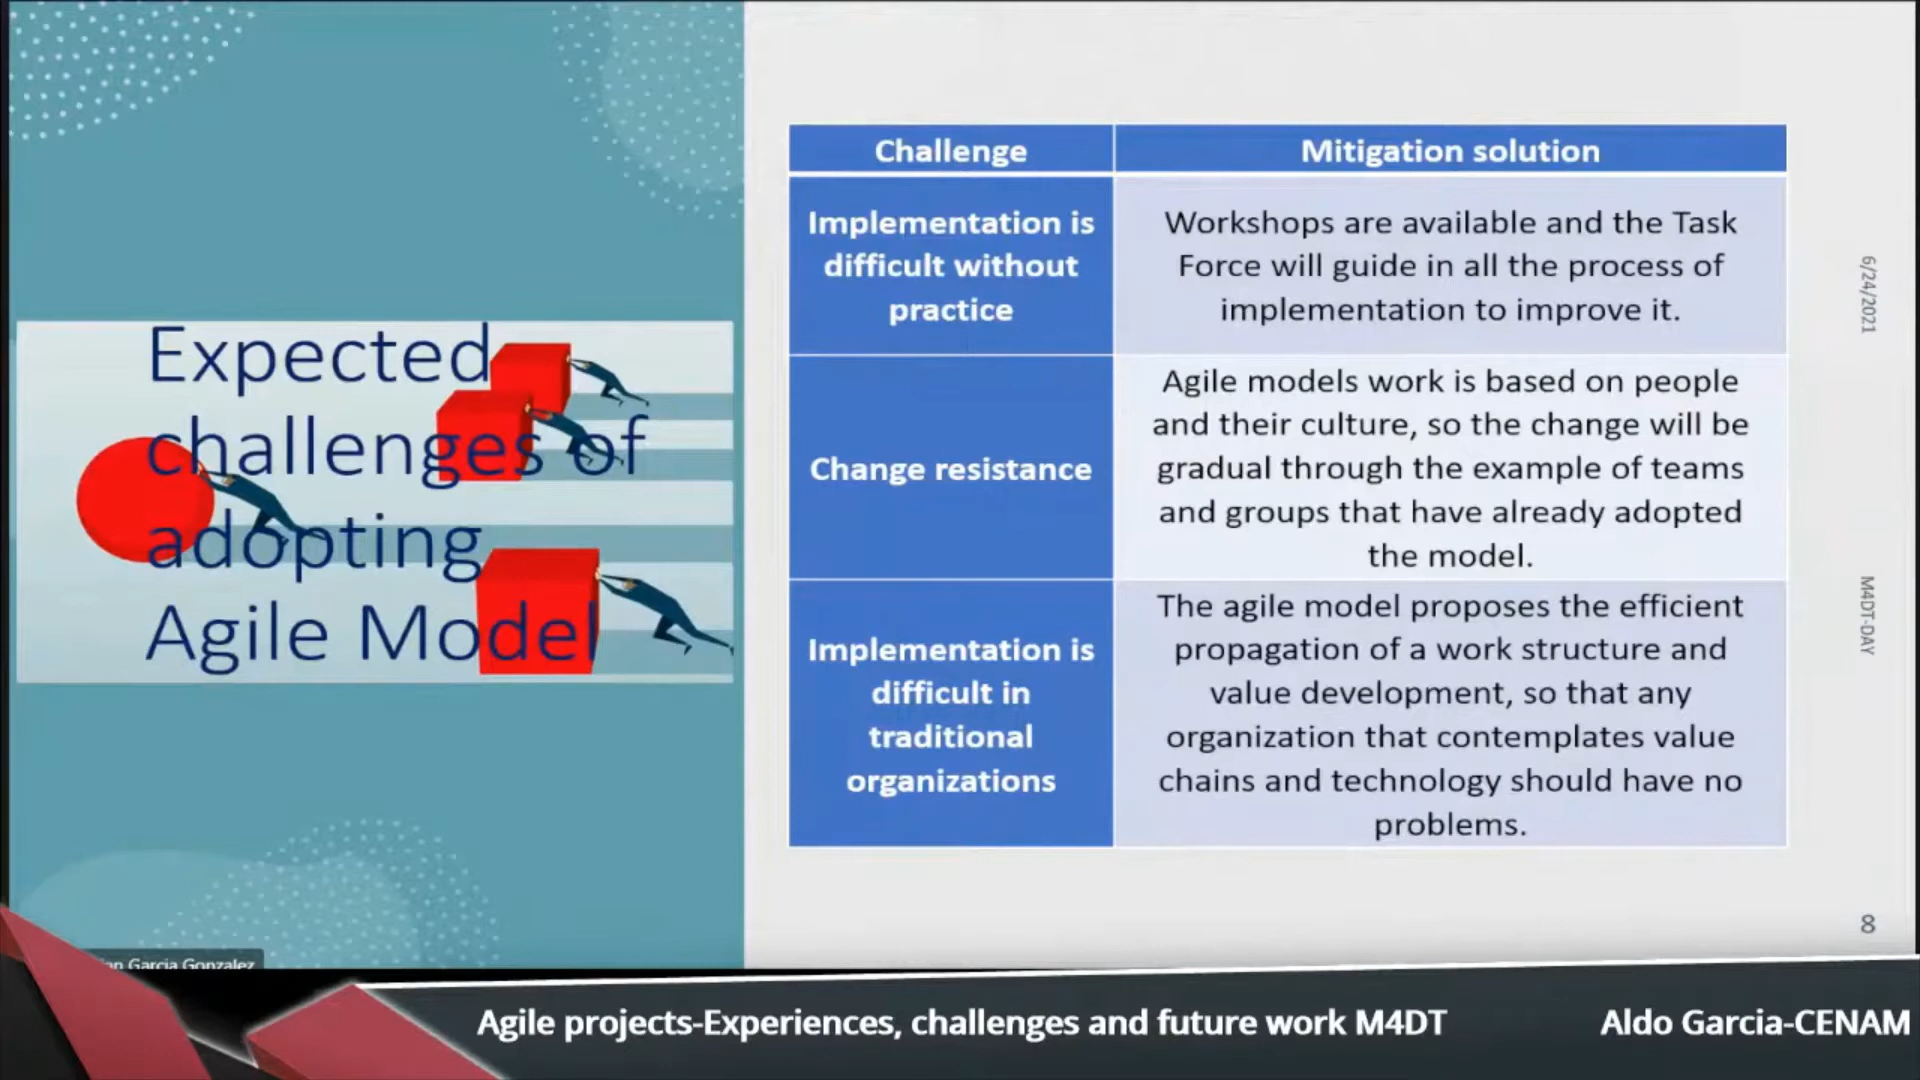 Expected
challenges of
adopting
Agile Model
Challenge
Mitigation solution
Implementation is
difficult without
practice
Workshops are available and the Task
Force will guide in all the process of
implementation to improve it.
Change resistance
Agile models work is based on people
and their culture, so the change will be
gradual through the example of teams
and groups that have already adopted
the model.
Implementation is
difficult in
traditional
organizations
The agile model proposes the efficient
propagation of a work structure and
value development, so that any
organization that contemplates value
chains and technology should have no
problems.
6/24/2021
M4DT-DAY
8
Garcia Gonzalez
Agile projects-Experiences, challenges and future work M4DT
Aldo Garcia-CENAM